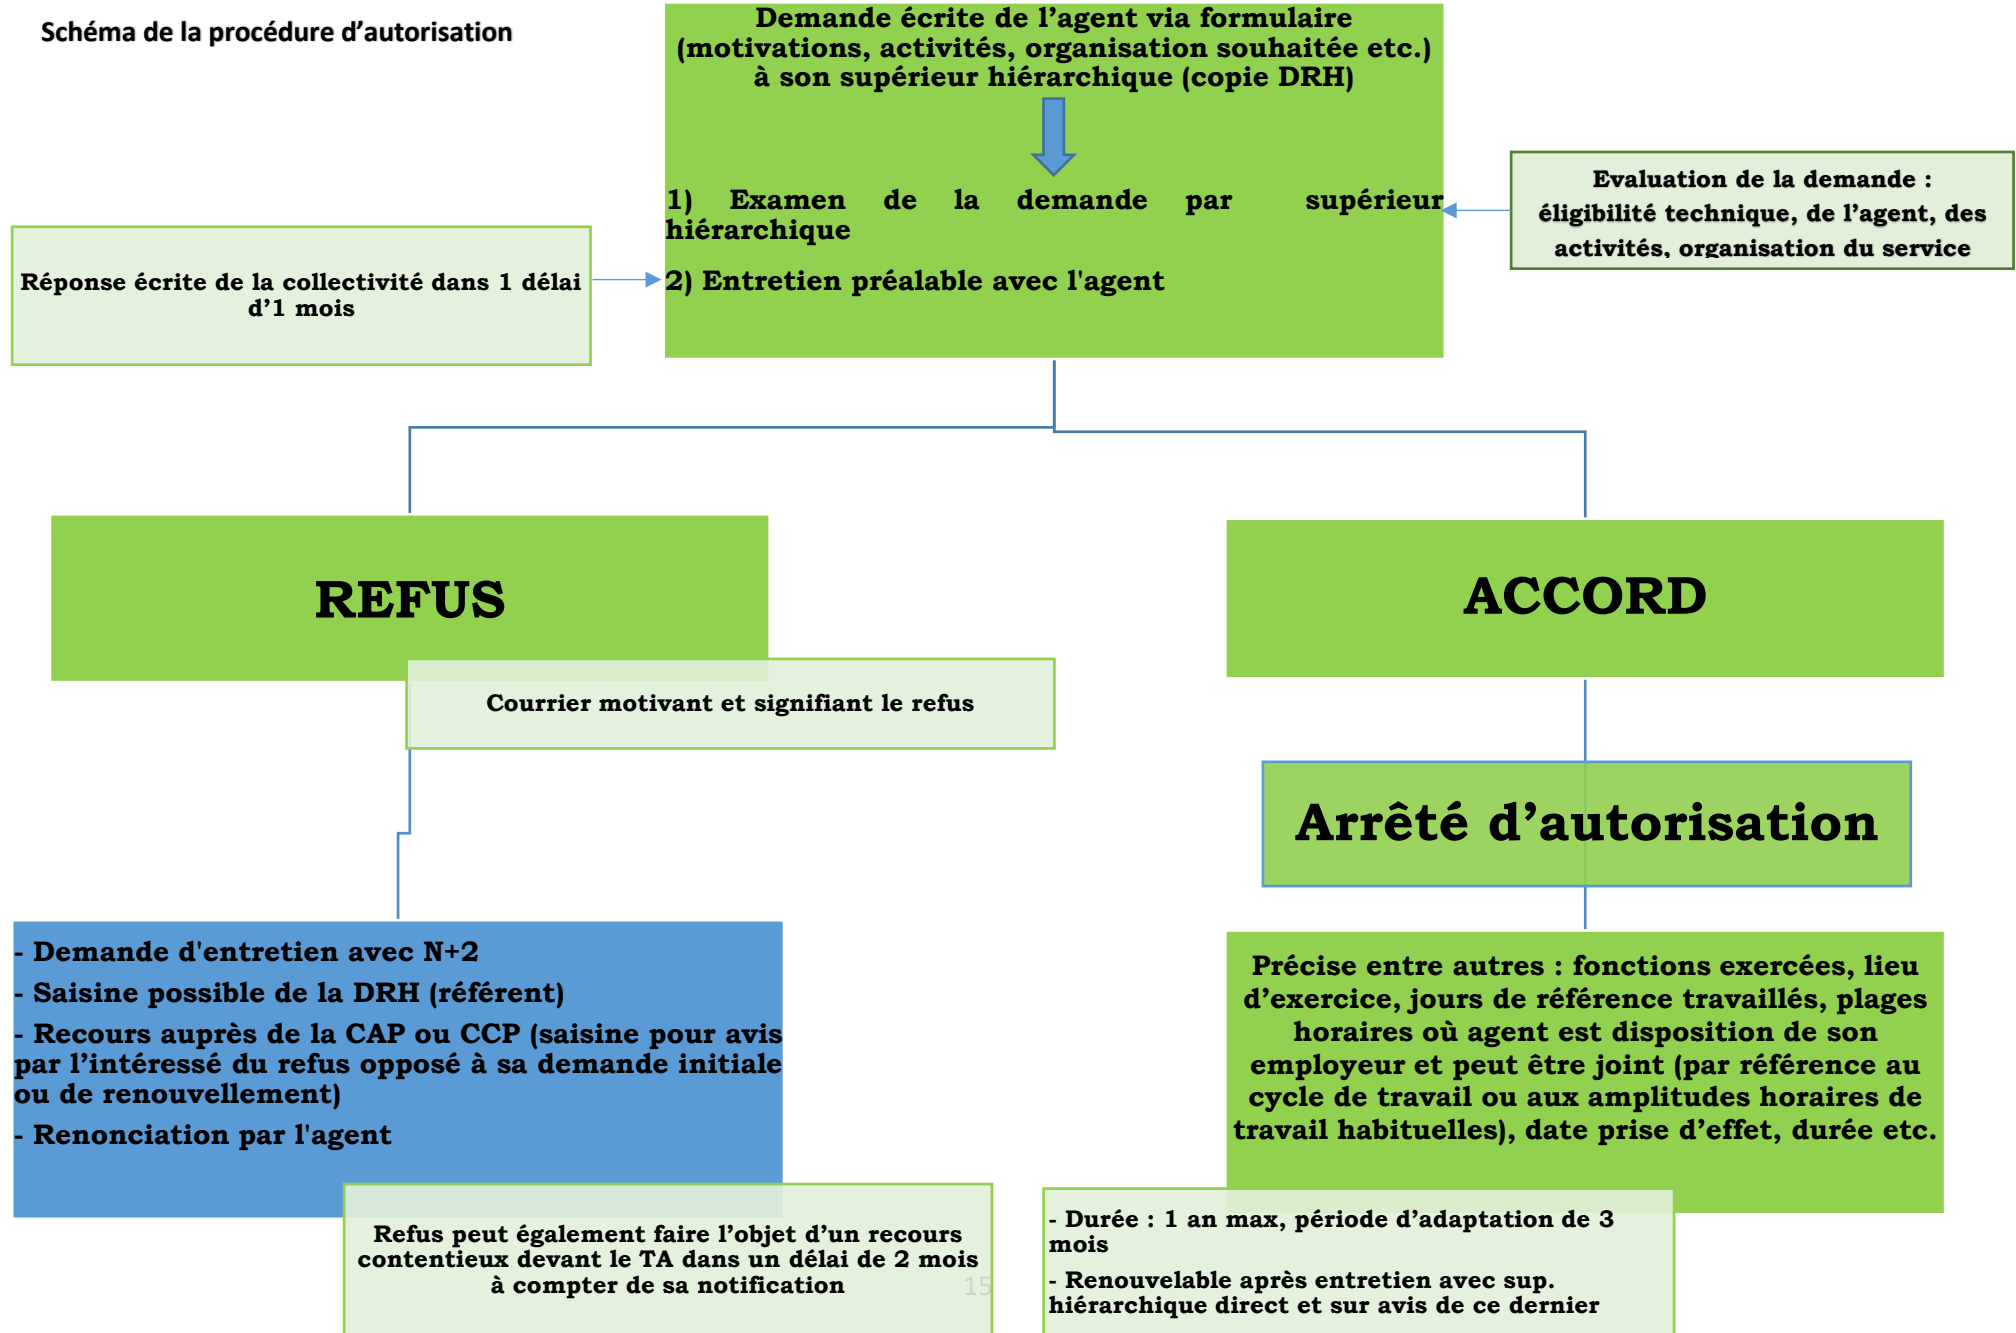 Schéma de la procédure d’autorisation
Demande écrite de l’agent via formulaire
(motivations, activités, organisation souhaitée etc.)
à son supérieur hiérarchique (copie DRH)
1) Examen de la demande par supérieur
hiérarchique
2) Entretien préalable avec l'agent
Evaluation de la demande :
éligibilité technique, de l’agent, des
activités, organisation du service
Réponse écrite de la collectivité dans 1 délai
d’1 mois
REFUS
Courrier motivant et signifiant le refus
ACCORD
Arrêté d’autorisation
- Demande d'entretien avec N+2
- Saisine possible de la DRH (référent)
- Recours auprès de la CAP ou CCP (saisine pour avis
par l’intéressé du refus opposé à sa demande initiale
ou de renouvellement)
- Renonciation par l'agent
Refus peut également faire l’objet d’un recours
contentieux devant le TA dans un délai de 2 mois
à compter de sa notification
Précise entre autres : fonctions exercées, lieu
d’exercice, jours de référence travaillés, plages
horaires où agent est disposition de son
employeur et peut être joint (par référence au
cycle de travail ou aux amplitudes horaires de
travail habituelles), date prise d’effet, durée etc.
- Durée : 1 an max, période d’adaptation de 3
mois
- Renouvelable après entretien avec sup.
hiérarchique direct et sur avis de ce dernier
15